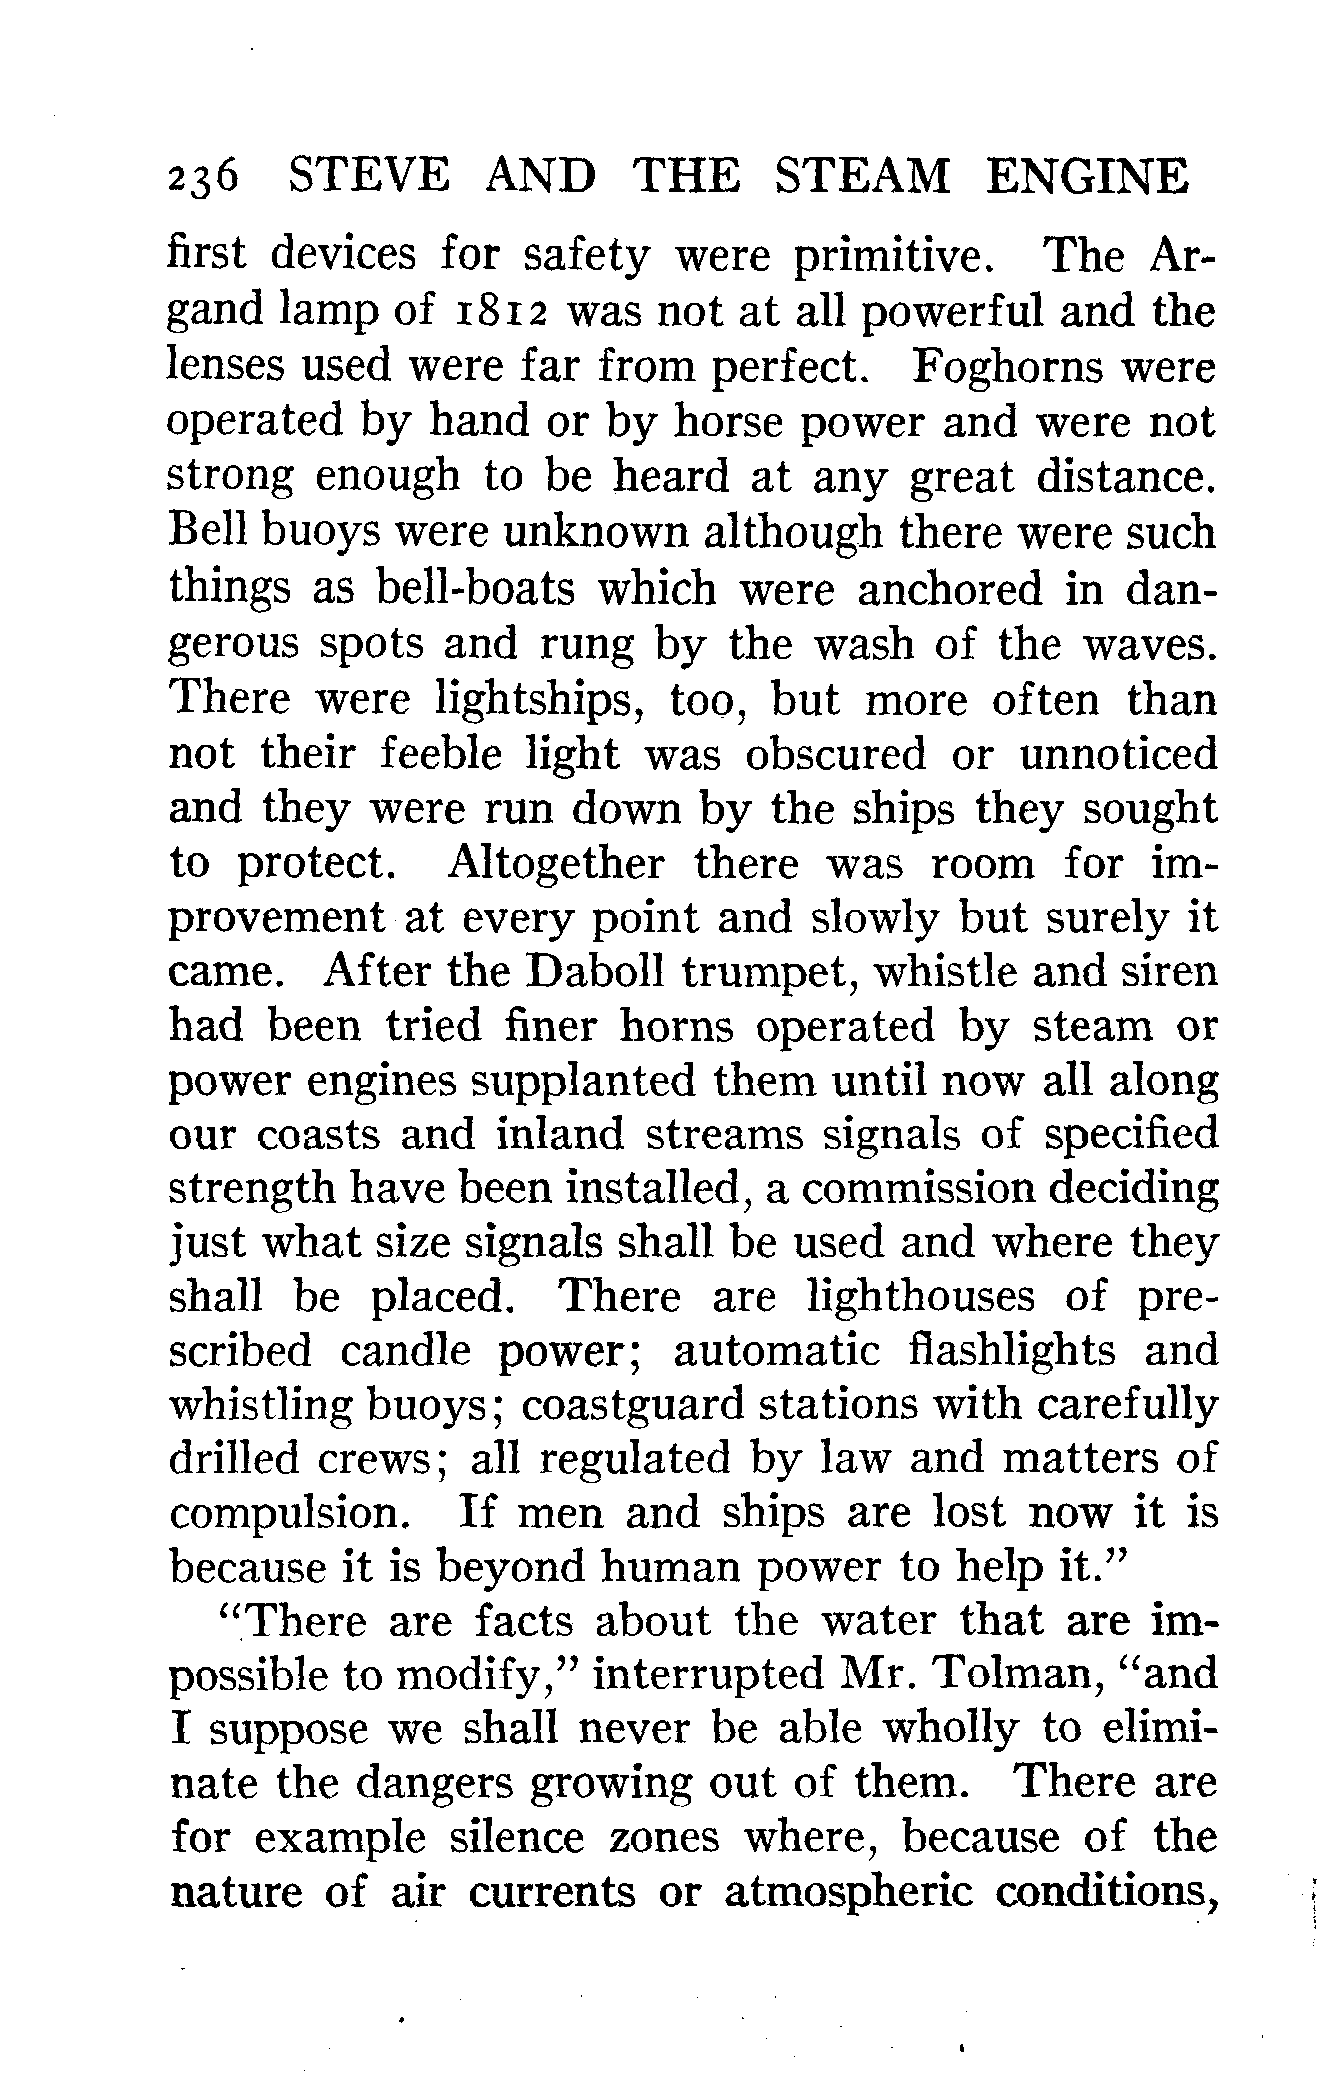 236 STEVE AND THE STEAM ENGINE
first devices for safety were primitive. The Ar-
gand lamp of 1812 was not at all powerful and the
lenses used were far from perfect. Foghorns were
operated by hand or by horse power and were not
strong enough to be heard at any great distance.
Bell buoys were unknown although there were such
things as bell-boats which were anchored in dan-
gerous spots and rung by the wash of the waves.
There were lightships, too, but more often than
not their feeble light was obscured or unnoticed
and they were run down by the ships they sought
to protect. Altogether there was room for im-
provement at every point and slowly but surely it
came. After the Daboll trumpet, whistle and siren
had been tried finer horns operated by steam or
power engines supplanted them until now all along
our coasts and inland streams signals of specified
strength have been installed, a commission deciding
just what size signals shall be used and where they
shall be placed. There are lighthouses of pre-
scribed candle power; automatic flashlights and
whistling buoys; coastguard stations with carefully
drilled crews; all regulated by law and matters of
compulsion. If men and ships are lost now it is
because it is beyond human power to help it.”
“There are facts about the water that are im-
possible to modify,” interrupted Mr. Tolman, “and
I suppose we shall never be able wholly to elimi-
nate the dangers growing out of them. There are
for example silence zones where, because of the
nature of air currents or atmospheric conditions,